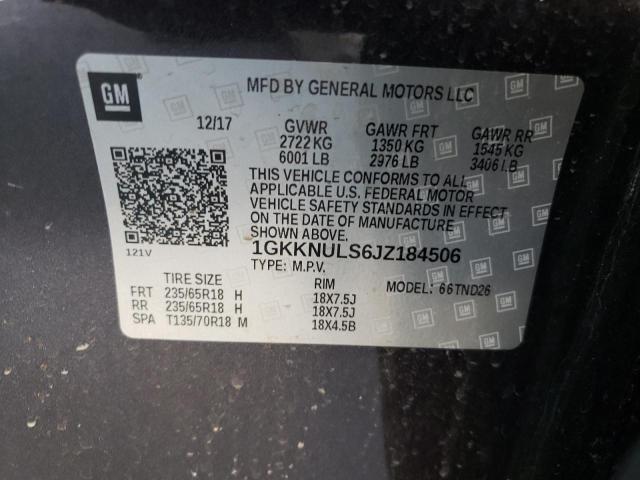 GM
MFD BY GENERAL MOTORS LLC
12/17 GVWR GAWR FRT GAWR RR
2722 KG 1350 KG 1545 KG
6001 LB 2976 LB 3406 LB
THIS VEHICLE CONFORMS TO ALL
APPLICABLE U.S. FEDERAL MOTOR
VEHICLE SAFETY STANDARDS IN EFFECT
ON THE DATE OF MANUFACTURE
SHOWN ABOVE.
121V 1GKKNULS6JZ184506
TYPE: M.P.V. MODEL: 66TND26
TIRE SIZE RIM
FRT 235/65R18 H 18X7.5J
RR 235/65R18 H 18X7.5J
SPA T135/70R18 M 18X4.5B